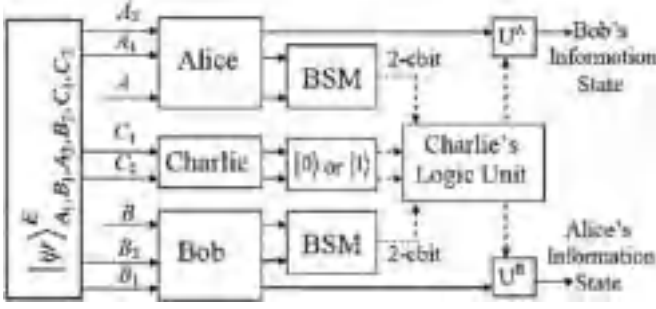 |ψ⟩^E A₁,B₁,A₂,B₂,C₁,C₂
A₂
A₁
A
Alice
BSM
2-cbit
U^A
Bob's
Information
State
C₁
C₂
Charlie
|0⟩ or |1⟩
Charlie's
Logic Unit
B
B₂
B₁
Bob
BSM
2-cbit
U^B
Alice's
Information
State